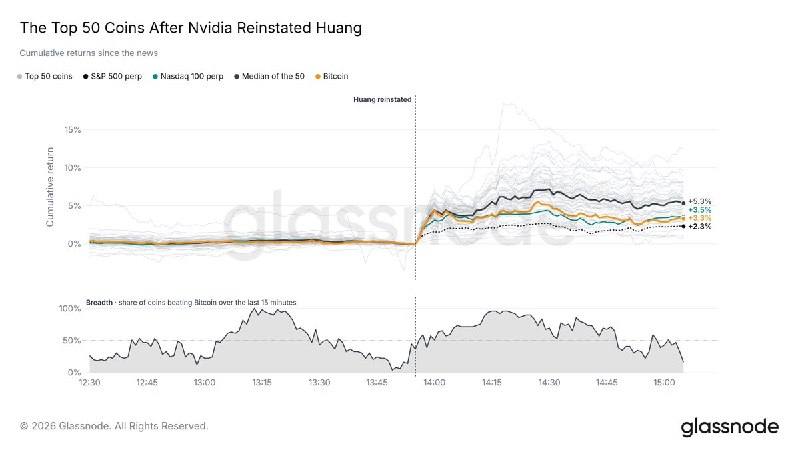 The Top 50 Coins After Nvidia Reinstated Huang
Cumulative returns since the news
Top 50 coins S&P 500 perp Nasdaq 100 perp Median of the 50 Bitcoin
Huang reinstated
Cumulative return
15%
10%
5%
0%
glassnode
+5.3%
+3.5%
+3.3%
+2.3%
Breadth · share of coins beating Bitcoin over the last 15 minutes
100%
50%
0%
12:30 12:45 13:00 13:15 13:30 13:45 14:00 14:15 14:30 14:45 15:00
© 2026 Glassnode. All Rights Reserved.
glassnode